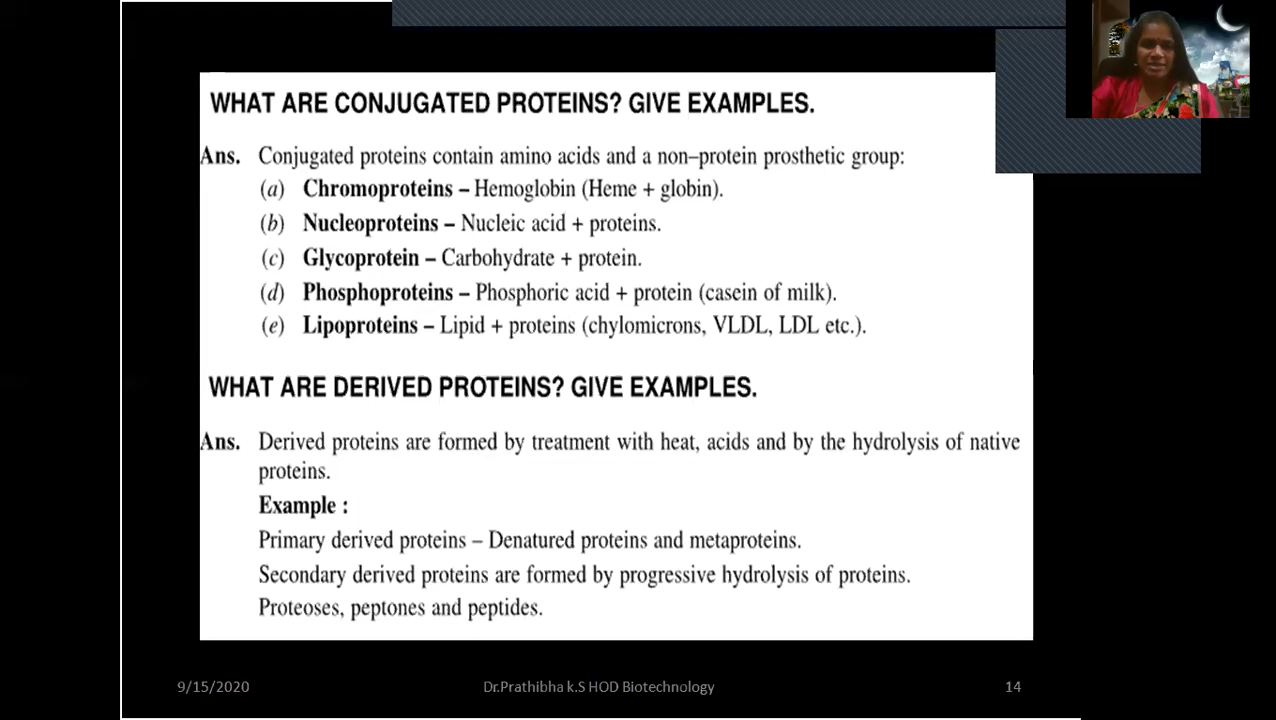 WHAT ARE CONJUGATED PROTEINS? GIVE EXAMPLES.
Ans. Conjugated proteins contain amino acids and a non–protein prosthetic group:
(a) Chromoproteins – Hemoglobin (Heme + globin).
(b) Nucleoproteins – Nucleic acid + proteins.
(c) Glycoprotein – Carbohydrate + protein.
(d) Phosphoproteins – Phosphoric acid + protein (casein of milk).
(e) Lipoproteins – Lipid + proteins (chylomicrons, VLDL, LDL etc.).
WHAT ARE DERIVED PROTEINS? GIVE EXAMPLES.
Ans. Derived proteins are formed by treatment with heat, acids and by the hydrolysis of native
proteins.
Example :
Primary derived proteins – Denatured proteins and metaproteins.
Secondary derived proteins are formed by progressive hydrolysis of proteins.
Proteoses, peptones and peptides.
9/15/2020 Dr.Prathibha k.S HOD Biotechnology 14